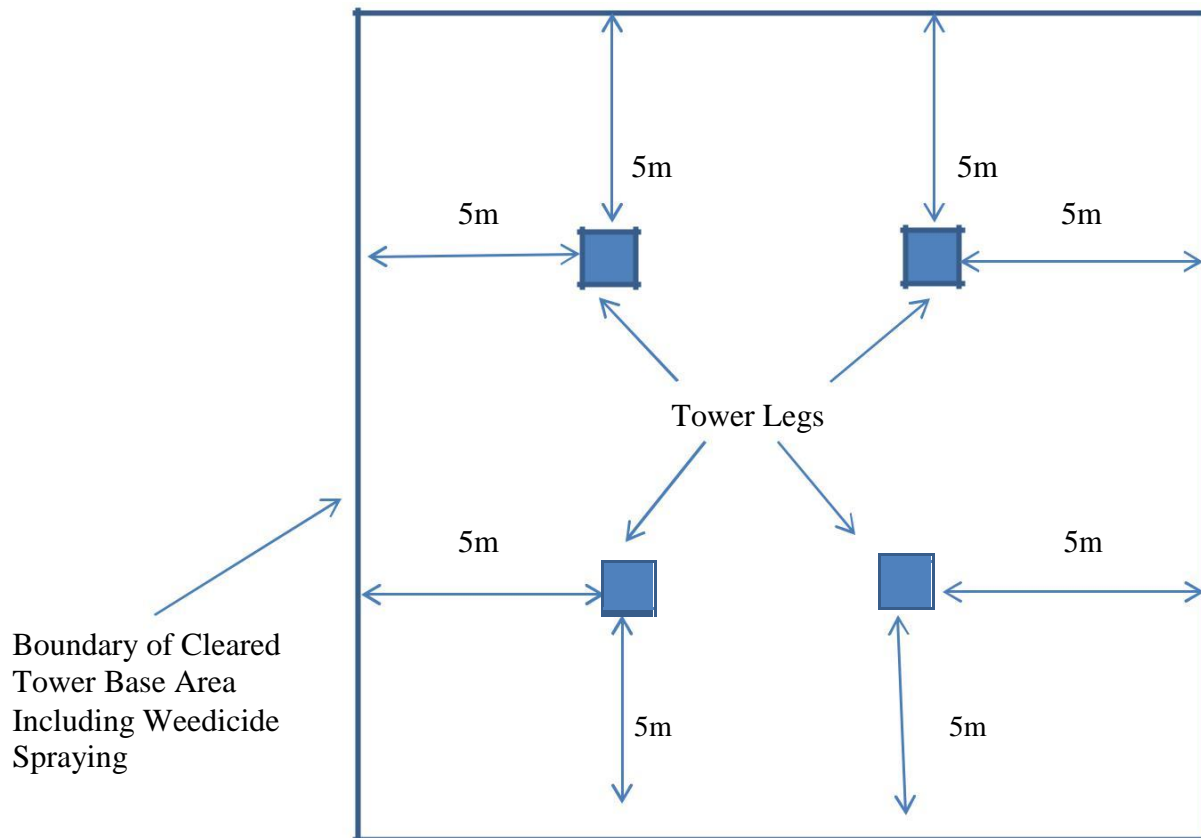 5m
5m
5m
5m
Tower Legs
5m
5m
Boundary of Cleared
Tower Base Area
Including Weedicide
Spraying
5m
5m